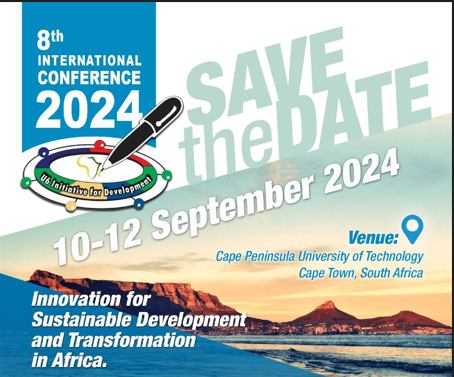 8th
INTERNATIONAL
CONFERENCE
2024
SAVE
the DATE
U6 Initiative for Development
10-12 September 2024
Venue:
Cape Peninsula University of Technology
Cape Town, South Africa
Innovation for
Sustainable Development
and Transformation
in Africa.